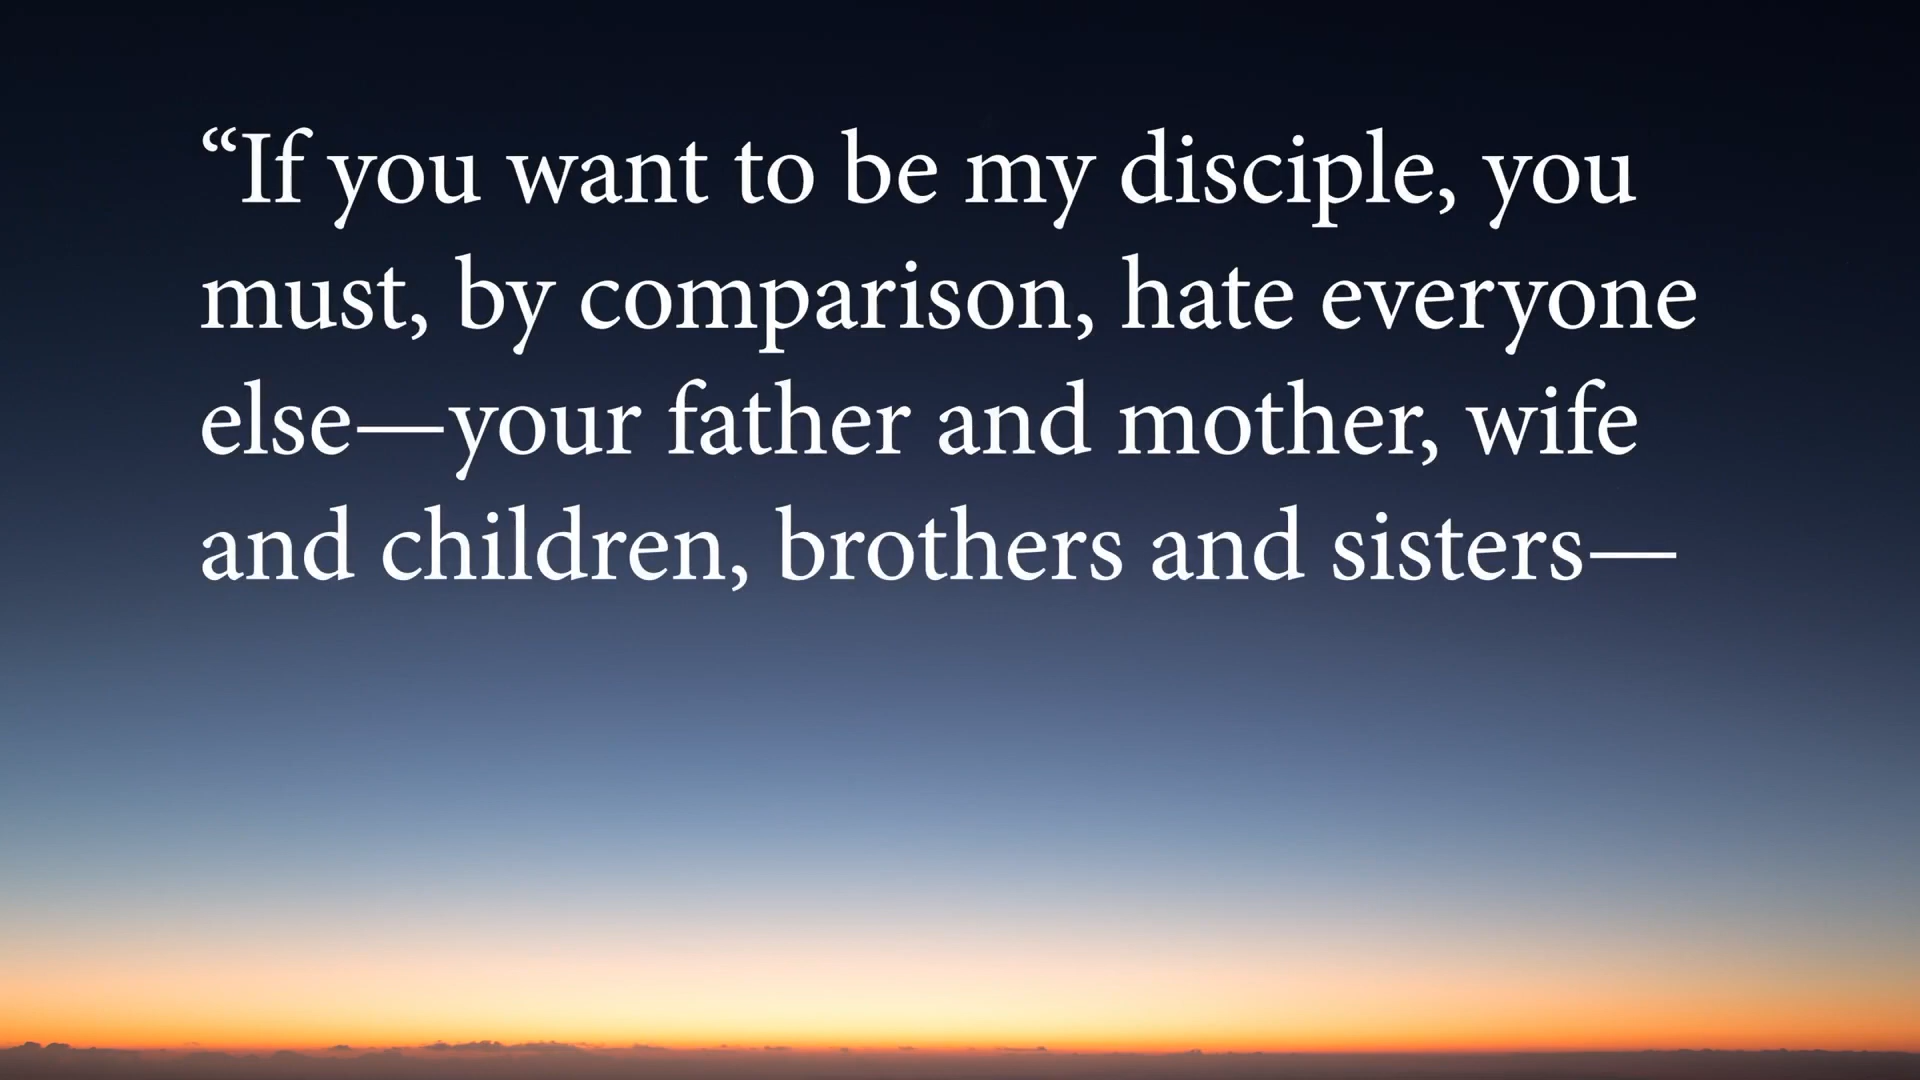 “If you want to be my disciple, you
must, by comparison, hate everyone
else—your father and mother, wife
and children, brothers and sisters—